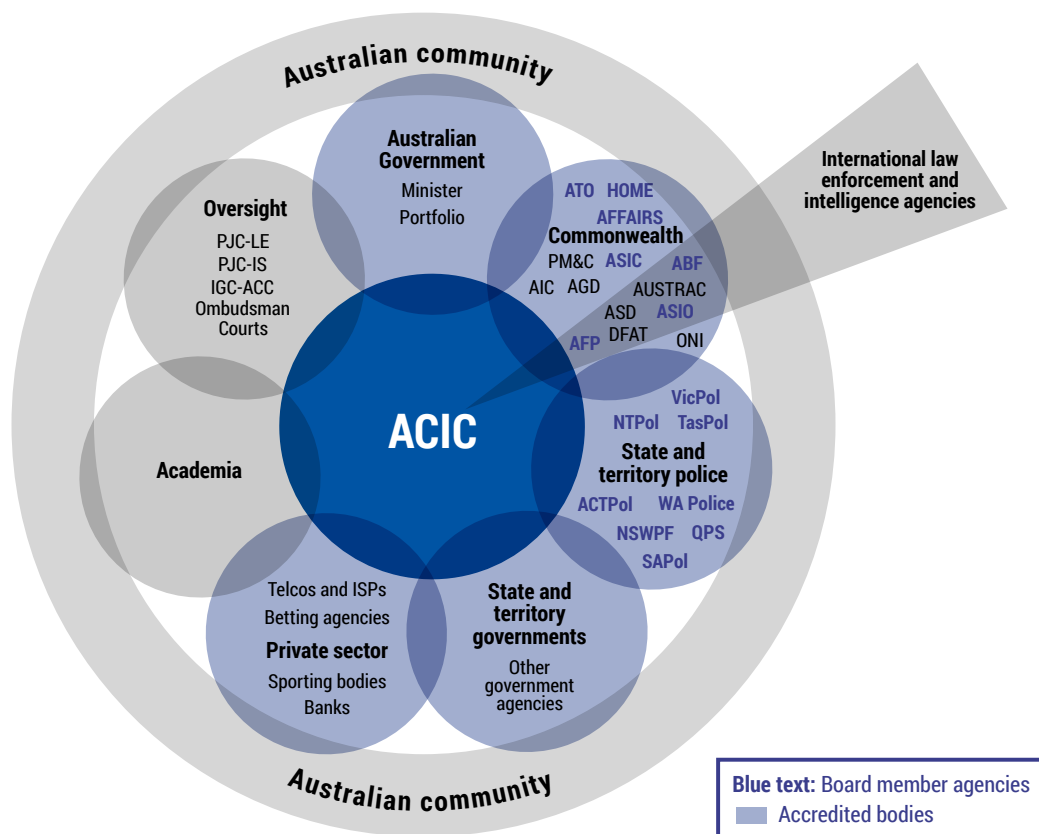 Australian community
Australian
Government
Minister
Portfolio
International law
enforcement and
intelligence agencies
Oversight
PJC-LE
PJC-IS
IGC-ACC
Ombudsman
Courts
ATO HOME
AFFAIRS
Commonwealth
PM&C ASIC ABF
AIC AGD AUSTRAC
ASD ASIO
AFP DFAT ONI
ACIC
VicPol
NTPol TasPol
State and
territory police
ACTPol WA Police
NSWPF QPS
SAPol
Academia
Telcos and ISPs
Betting agencies
Private sector
Sporting bodies
Banks
State and
territory
governments
Other
government
agencies
Australian community
Blue text: Board member agencies
Accredited bodies